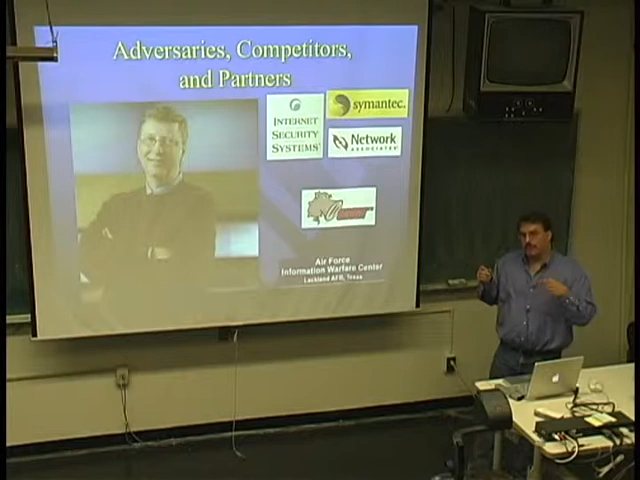 Adversaries, Competitors,
and Partners
INTERNET
SECURITY
SYSTEMS
symantec.
Network
ASSOCIATES
Air Force
Information Warfare Center
Lackland AFB, Texas